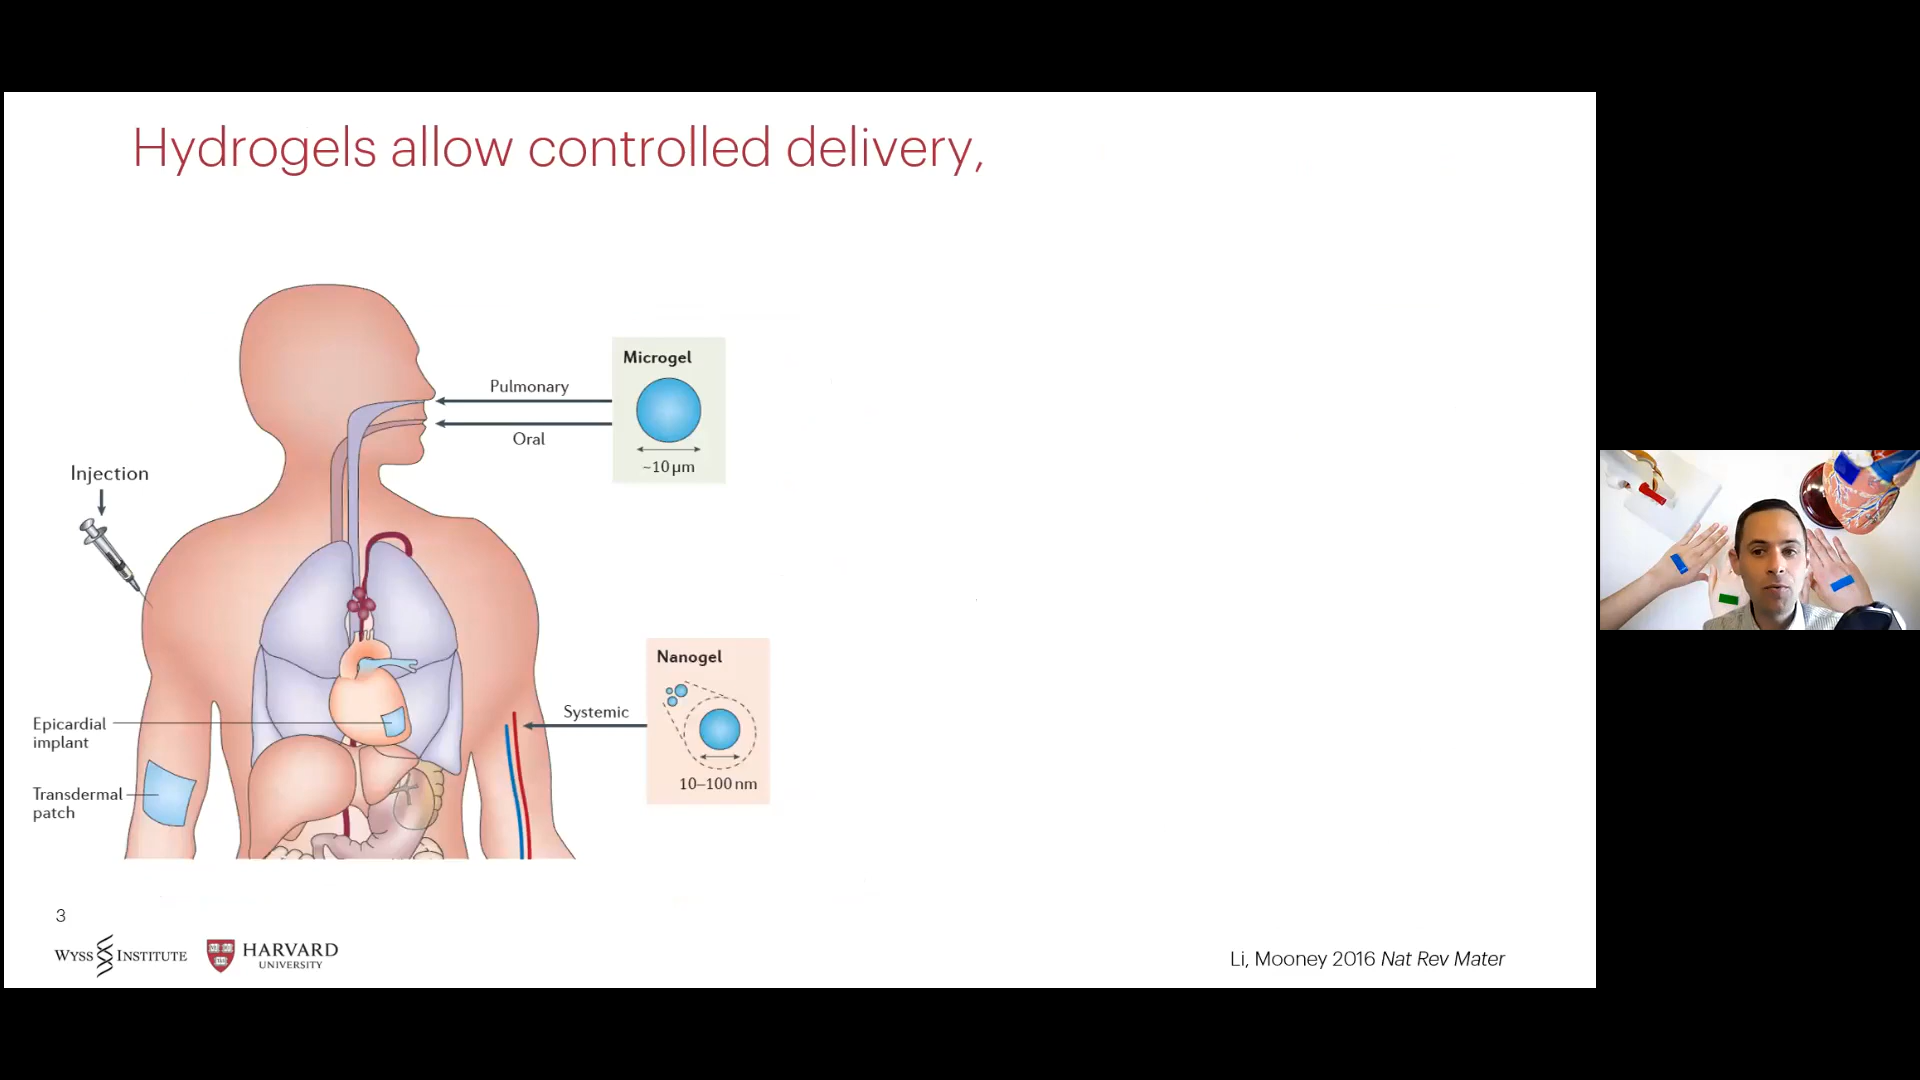 Hydrogels allow controlled delivery,
Microgel
Pulmonary
Oral
~10 µm
Injection
Nanogel
Systemic
10–100 nm
Epicardial
implant
Transdermal
patch
3
WYSS INSTITUTE
HARVARD
UNIVERSITY
Li, Mooney 2016 Nat Rev Mater